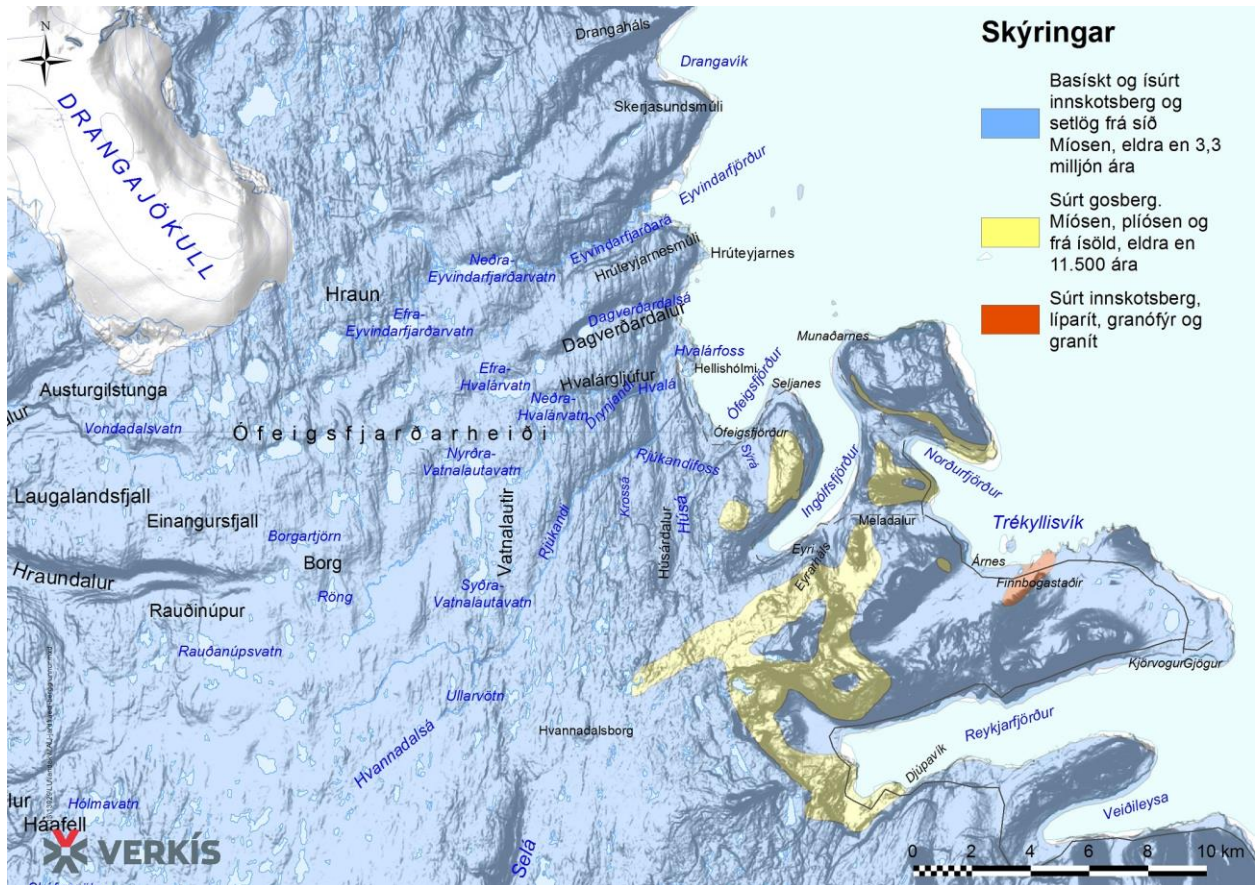 N
DRANGAJÖKULL
Drangaháls
Drangavík
Skerjasundsmúli
Eyvindarfjörður
Eyvindarfjarðará
Hrúteyjarnesmúli
Hrúteyjarnes
Neðra-
Eyvindarfjarðarvatn
Hraun
Efra-
Eyvindarfjarðarvatn
Dagverðardalsá
Dagverðardalur
Munaðarnes
Hvalárfoss
Hellishólmi
Efra-
Hvalárvatn
Hvalárgljúfur
Hvalá
Drynjandi
Neðra-
Hvalárvatn
Ófeigsfjörður
Seljanes
Austurgilstunga
alur
Vondadalsvatn
Ófeigsfjarðarheiði
Ófeigsfjörður
Sýrá
Nyrðra-
Vatnalautavatn
Rjúkandifoss
Ingólfsfjörður
Norðurfjörður
Laugalandsfjall
Einangursfjall
Vatnalautir
Rjúkandi
Krossá
Húsá
Húsárdalur
Meladalur
Trékyllisvík
Borgartjörn
Borg
Eyri
Eyrarháls
Árnes
Finnbogastaðir
Hraundalur
Röng
Syðra-
Vatnalautavatn
Rauðinúpur
Rauðanúpsvatn
Kjörvogur
Gjögur
Ullarvötn
Hvannadalsá
Hvannadalsborg
Reykjarfjörður
Djúpavík
Hólmavatn
lur
Háafell
Veiðileysa
Selá
VERKÍS
0 2 4 6 8 10 km
Skýringar
Basískt og ísúrt
innskotsberg og
setlög frá síð
Míosen, eldra en 3,3
milljón ára
Súrt gosberg.
Míósen, plíósen og
frá ísöld, eldra en
11.500 ára
Súrt innskotsberg,
líparít, granófýr og
granít